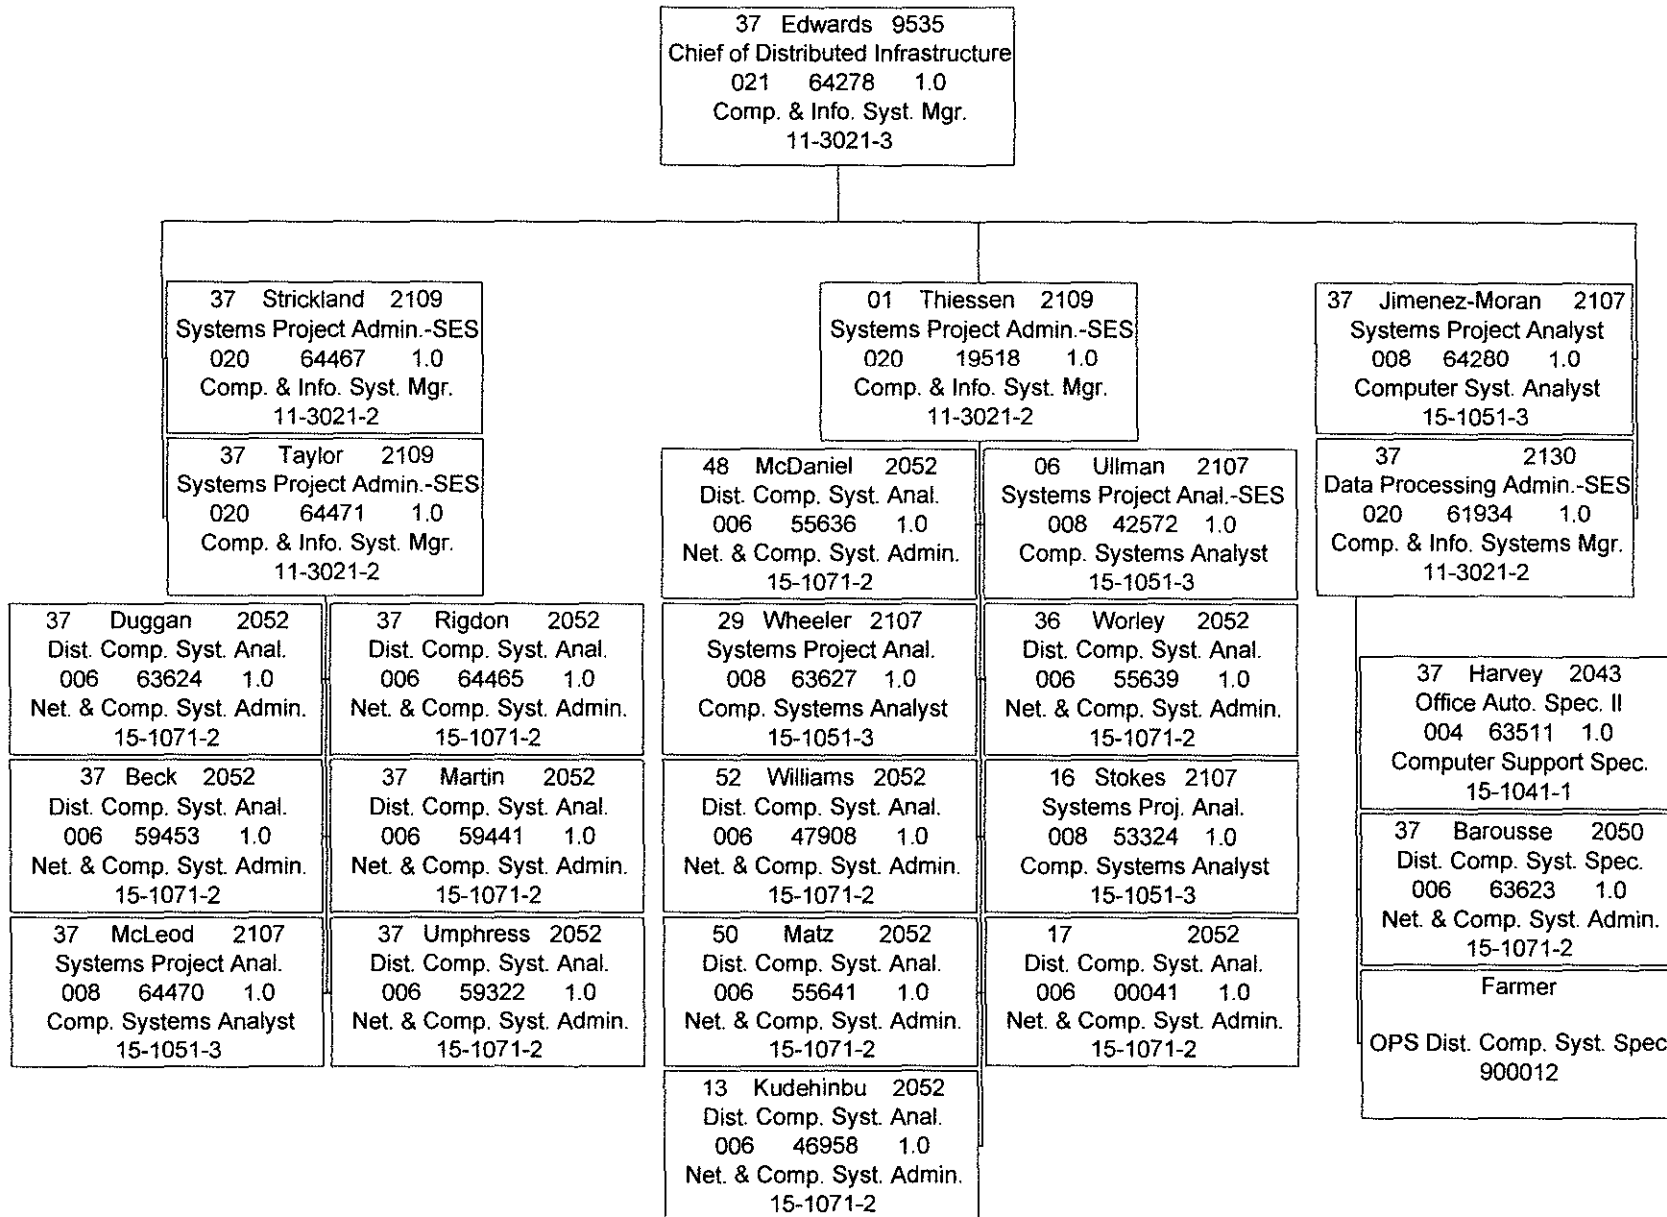 37 Edwards 9535
Chief of Distributed Infrastructure
021 64278 1.0
Comp. & Info. Syst. Mgr.
11-3021-3
37 Strickland 2109
Systems Project Admin.-SES
020 64467 1.0
Comp. & Info. Syst. Mgr.
11-3021-2
37 Taylor 2109
Systems Project Admin.-SES
020 64471 1.0
Comp. & Info. Syst. Mgr.
11-3021-2
37 Duggan 2052
Dist. Comp. Syst. Anal.
006 63624 1.0
Net. & Comp. Syst. Admin.
15-1071-2
37 Rigdon 2052
Dist. Comp. Syst. Anal.
006 64465 1.0
Net. & Comp. Syst. Admin.
15-1071-2
37 Beck 2052
Dist. Comp. Syst. Anal.
006 59453 1.0
Net. & Comp. Syst. Admin.
15-1071-2
37 Martin 2052
Dist. Comp. Syst. Anal.
006 59441 1.0
Net. & Comp. Syst. Admin.
15-1071-2
37 McLeod 2107
Systems Project Anal.
008 64470 1.0
Comp. Systems Analyst
15-1051-3
37 Umphress 2052
Dist. Comp. Syst. Anal.
006 59322 1.0
Net. & Comp. Syst. Admin.
15-1071-2
01 Thiessen 2109
Systems Project Admin.-SES
020 19518 1.0
Comp. & Info. Syst. Mgr.
11-3021-2
48 McDaniel 2052
Dist. Comp. Syst. Anal.
006 55636 1.0
Net. & Comp. Syst. Admin.
15-1071-2
06 Ullman 2107
Systems Project Anal.-SES
008 42572 1.0
Comp. Systems Analyst
15-1051-3
29 Wheeler 2107
Systems Project Anal.
008 63627 1.0
Comp. Systems Analyst
15-1051-3
36 Worley 2052
Dist. Comp. Syst. Anal.
006 55639 1.0
Net. & Comp. Syst. Admin.
15-1071-2
52 Williams 2052
Dist. Comp. Syst. Anal.
006 47908 1.0
Net. & Comp. Syst. Admin.
15-1071-2
16 Stokes 2107
Systems Proj. Anal.
008 53324 1.0
Comp. Systems Analyst
15-1051-3
50 Matz 2052
Dist. Comp. Syst. Anal.
006 55641 1.0
Net. & Comp. Syst. Admin.
15-1071-2
17 2052
Dist. Comp. Syst. Anal.
006 00041 1.0
Net. & Comp. Syst. Admin.
15-1071-2
13 Kudehinbu 2052
Dist. Comp. Syst. Anal.
006 46958 1.0
Net. & Comp. Syst. Admin.
15-1071-2
37 Jimenez-Moran 2107
Systems Project Analyst
008 64280 1.0
Computer Syst. Analyst
15-1051-3
37 2130
Data Processing Admin.-SES
020 61934 1.0
Comp. & Info. Systems Mgr.
11-3021-2
37 Harvey 2043
Office Auto. Spec. II
004 63511 1.0
Computer Support Spec.
15-1041-1
37 Barousse 2050
Dist. Comp. Syst. Spec.
006 63623 1.0
Net. & Comp. Syst. Admin.
15-1071-2
Farmer
OPS Dist. Comp. Syst. Spec
900012